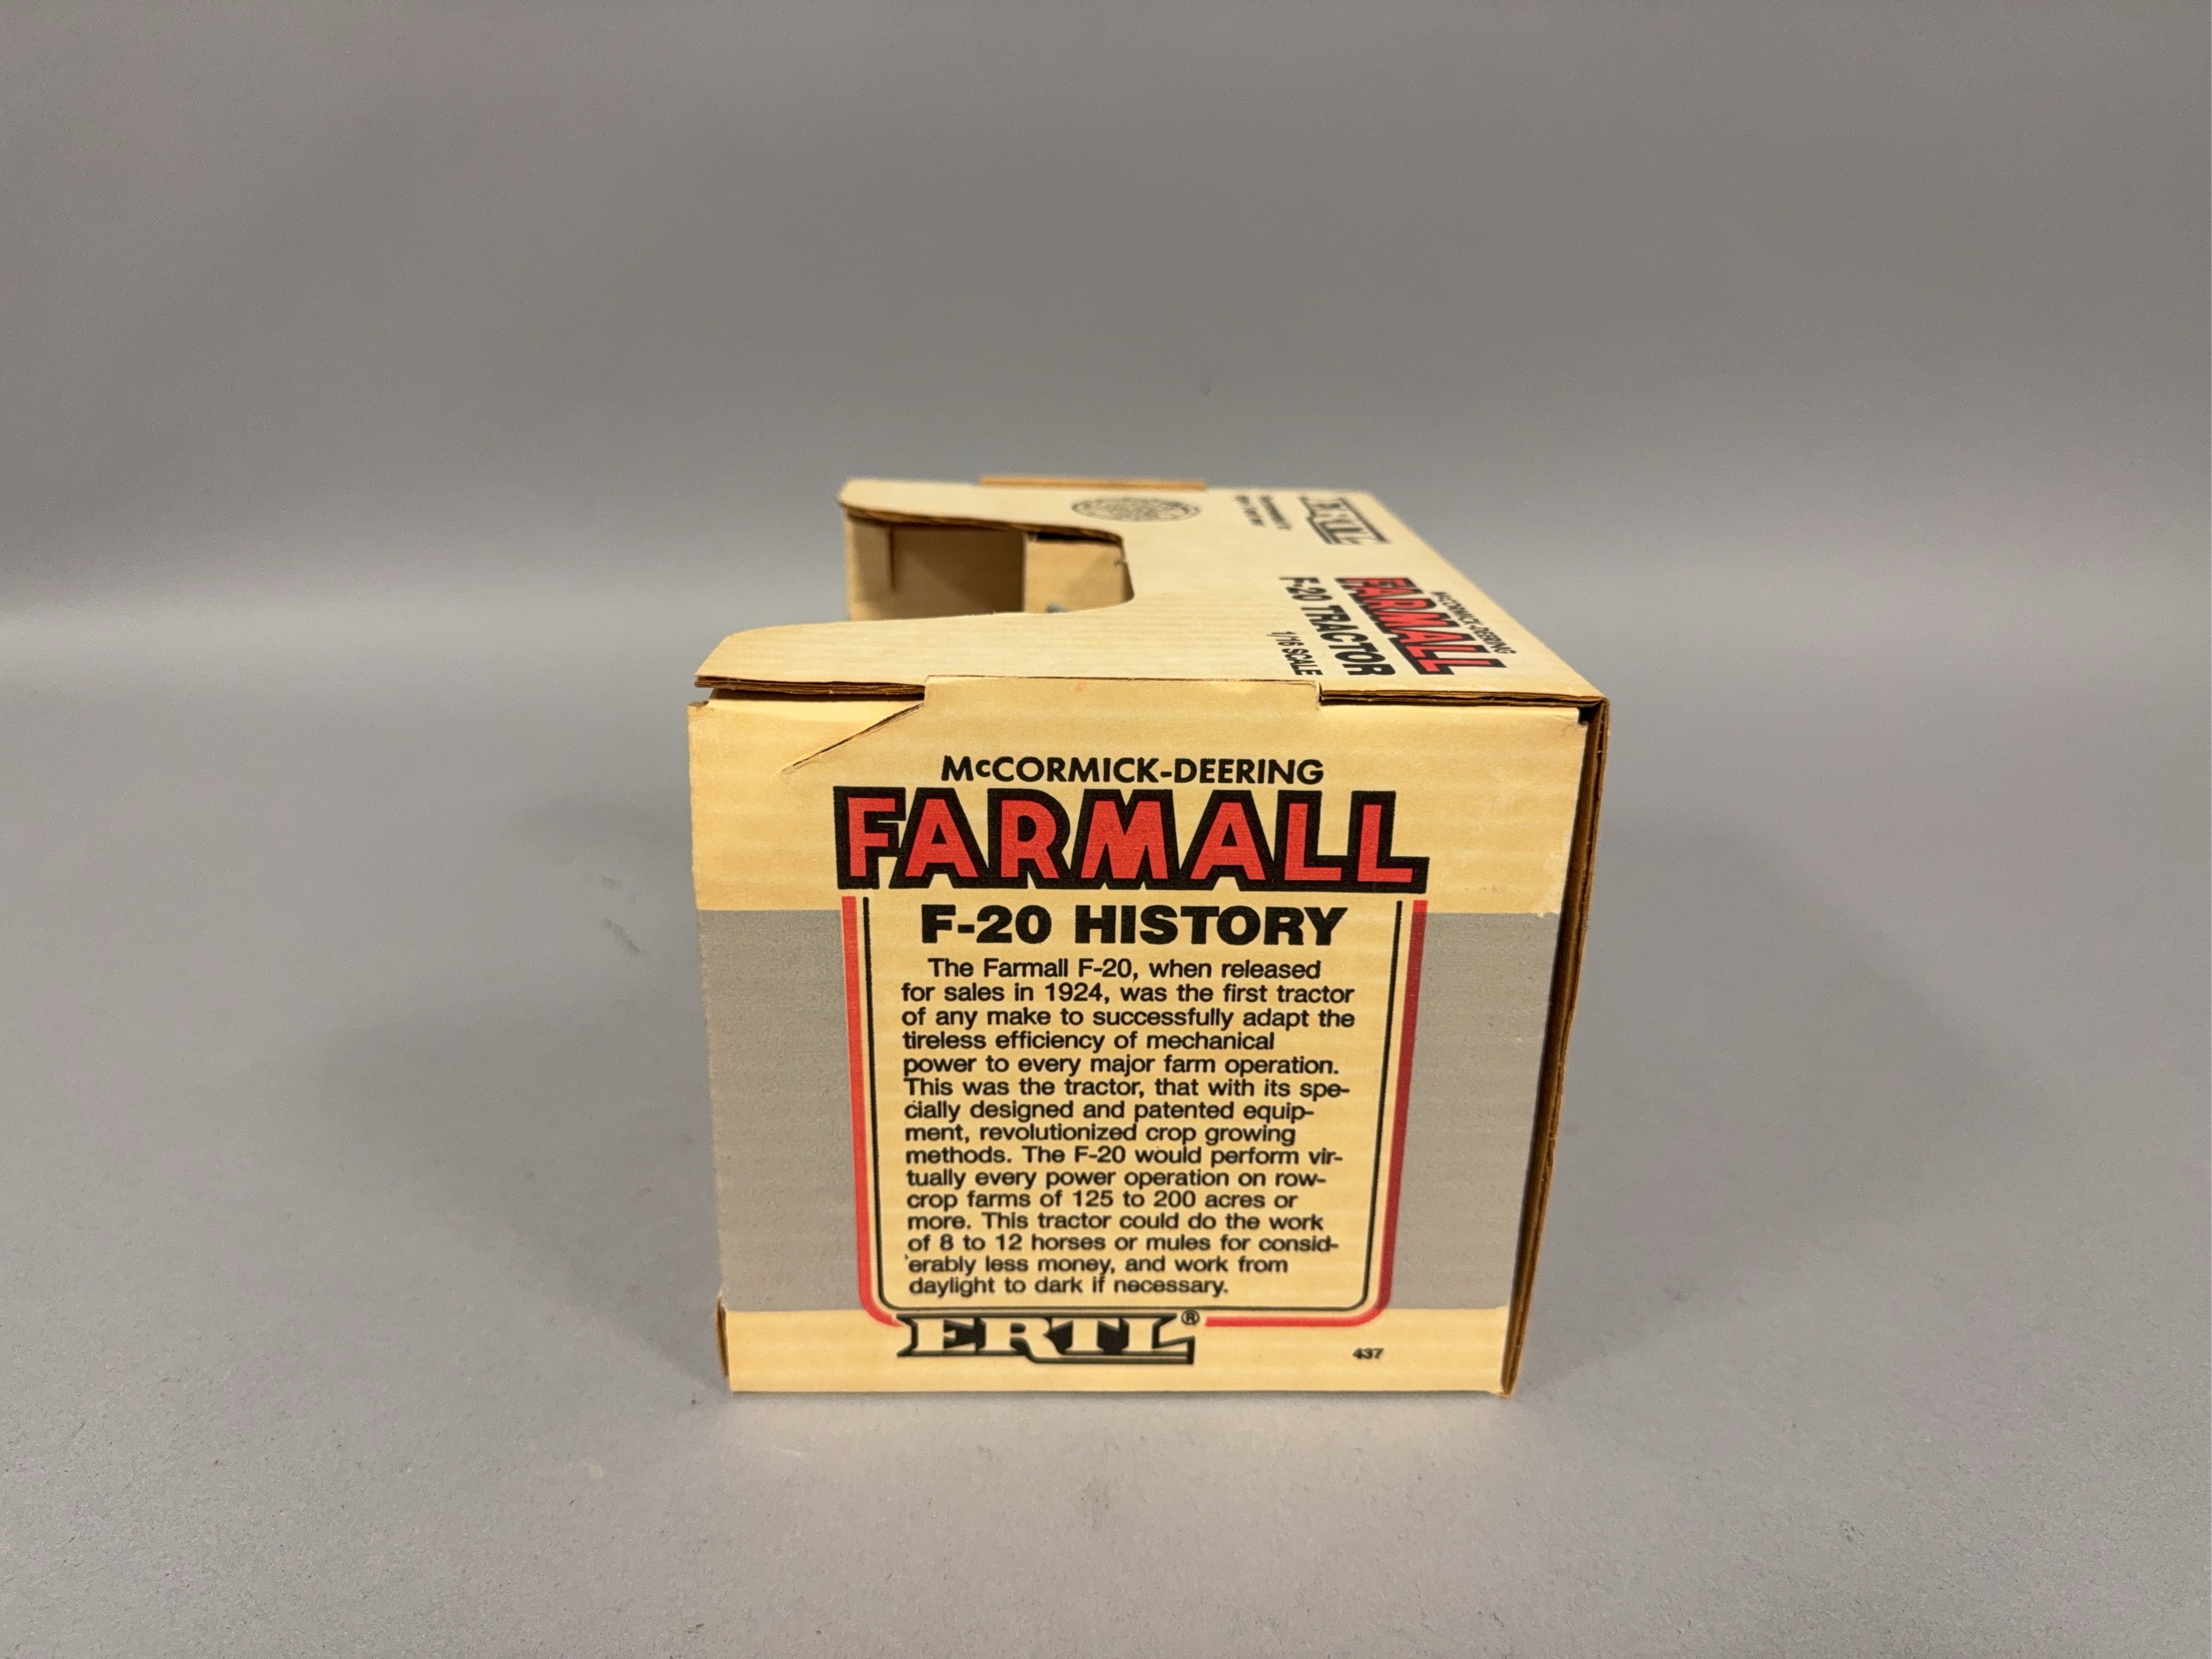 ERTL
McCORMICK-DEERING
FARMALL
F-20 TRACTOR
1/16 SCALE
McCORMICK-DEERING
FARMALL
F-20 HISTORY
The Farmall F-20, when released
for sales in 1924, was the first tractor
of any make to successfully adapt the
tireless efficiency of mechanical
power to every major farm operation.
This was the tractor, that with its spe-
cially designed and patented equip-
ment, revolutionized crop growing
methods. The F-20 would perform vir-
tually every power operation on row-
crop farms of 125 to 200 acres or
more. This tractor could do the work
of 8 to 12 horses or mules for consid-
erably less money, and work from
daylight to dark if necessary.
ERTL®
437